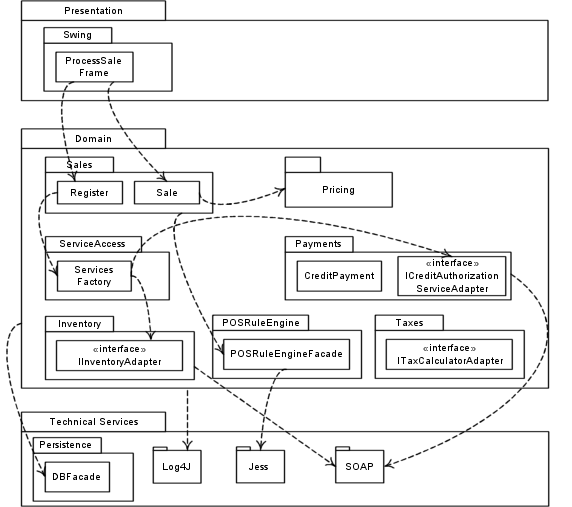 Presentation
Swing
ProcessSale
Frame
Domain
Sales
Register
Sale
Pricing
ServiceAccess
Services
Factory
Payments
CreditPayment
«interface»
ICreditAuthorization
ServiceAdapter
Inventory
«interface»
IInventoryAdapter
POSRuleEngine
POSRuleEngineFacade
Taxes
«interface»
ITaxCalculatorAdapter
Technical Services
Persistence
DBFacade
Log4J
Jess
SOAP